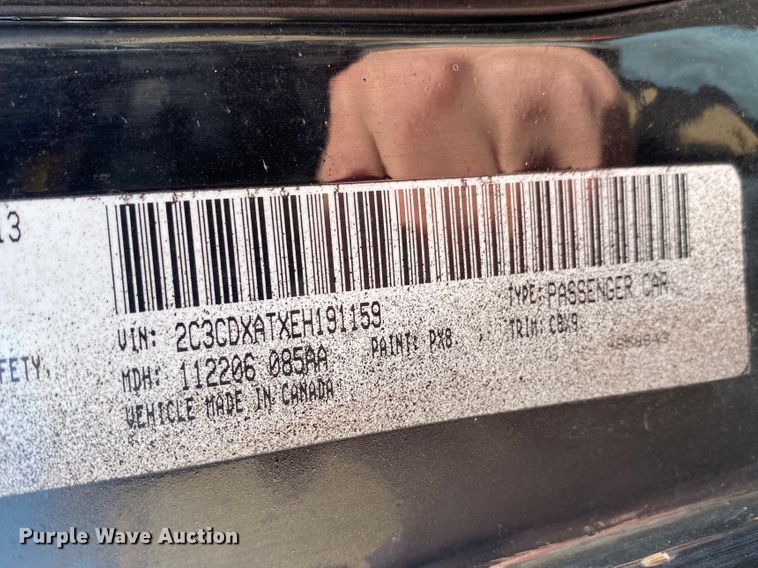 13
VIN: 2C3CDXATXEH191159
TYPE: PASSENGER CAR
FETY.
MDH: 112206 085AA
PAINT: PX8
TRIM: C8X9
VEHICLE MADE IN CANADA
Purple Wave Auction